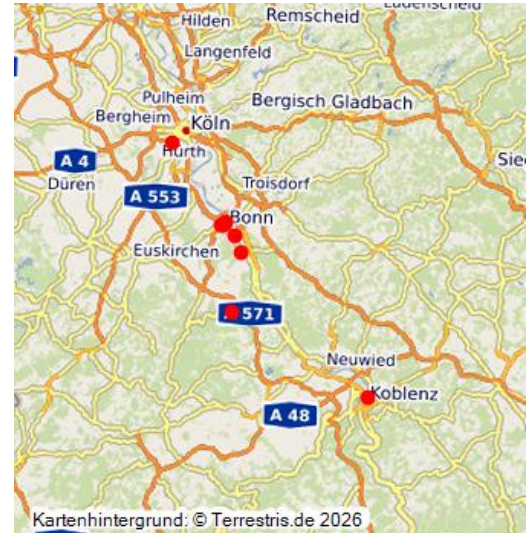 Lüdenscheid
Remscheid
Hilden
Langenfeld
Pulheim
Bergisch Gladbach
Bergheim
Köln
Hürth
A 4
Düren
Troisdorf
A 553
Bonn
Euskirchen
571
Neuwied
Koblenz
A 48
Kartenhintergrund: © Terrestris.de 2026